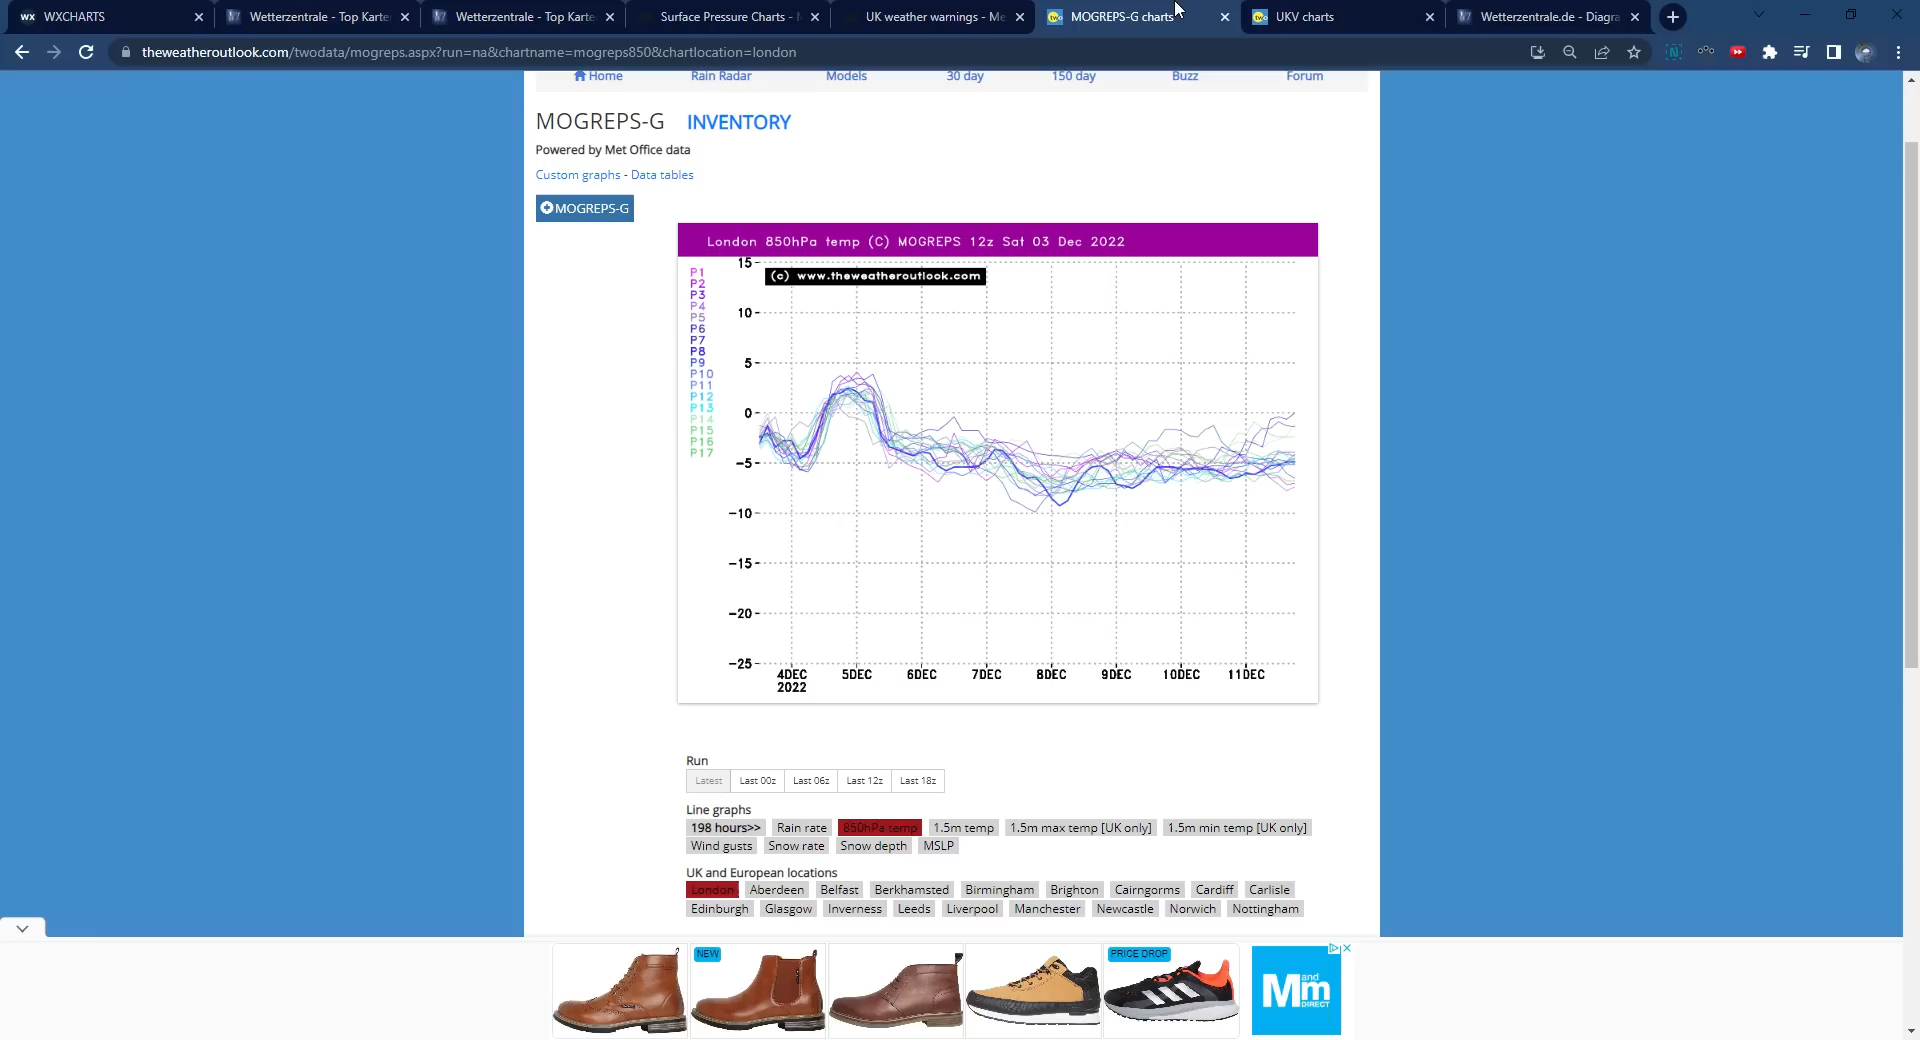 WXCHARTS
Wetterzentrale - Top Karte
Wetterzentrale - Top Karte
Surface Pressure Charts -
UK weather warnings - Me
MOGREPS-G charts
UKV charts
Wetterzentrale.de - Diagra
theweatheroutlook.com/twodata/mogreps.aspx?run=na&chartname=mogreps850&chartlocation=london
Home Rain Radar Models 30 day 150 day Buzz Forum
MOGREPS-G INVENTORY
Powered by Met Office data
Custom graphs - Data tables
MOGREPS-G
London 850hPa temp (C) MOGREPS 12z Sat 03 Dec 2022
(c) www.theweatheroutlook.com
P1
P2
P3
P4
P5
P6
P7
P8
P9
P10
P11
P12
P13
P14
P15
P16
P17
15
10
5
0
-5
-10
-15
-20
-25
4DEC 5DEC 6DEC 7DEC 8DEC 9DEC 10DEC 11DEC
2022
Run
Latest Last 00z Last 06z Last 12z Last 18z
Line graphs
198 hours>> Rain rate 850hPa temp 1.5m temp 1.5m max temp [UK only] 1.5m min temp [UK only]
Wind gusts Snow rate Snow depth MSLP
UK and European locations
London Aberdeen Belfast Berkhamsted Birmingham Brighton Cairngorms Cardiff Carlisle
Edinburgh Glasgow Inverness Leeds Liverpool Manchester Newcastle Norwich Nottingham
NEW
PRICE DROP
MandM
DIRECT